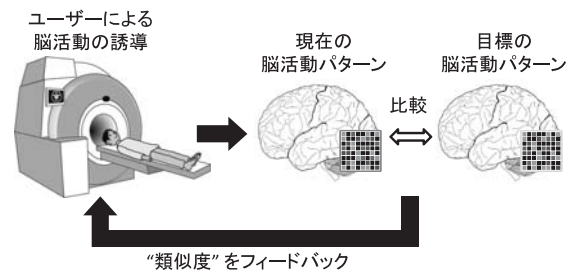 ユーザーによる
脳活動の誘導
現在の
脳活動パターン
目標の
脳活動パターン
比較
“類似度” をフィードバック